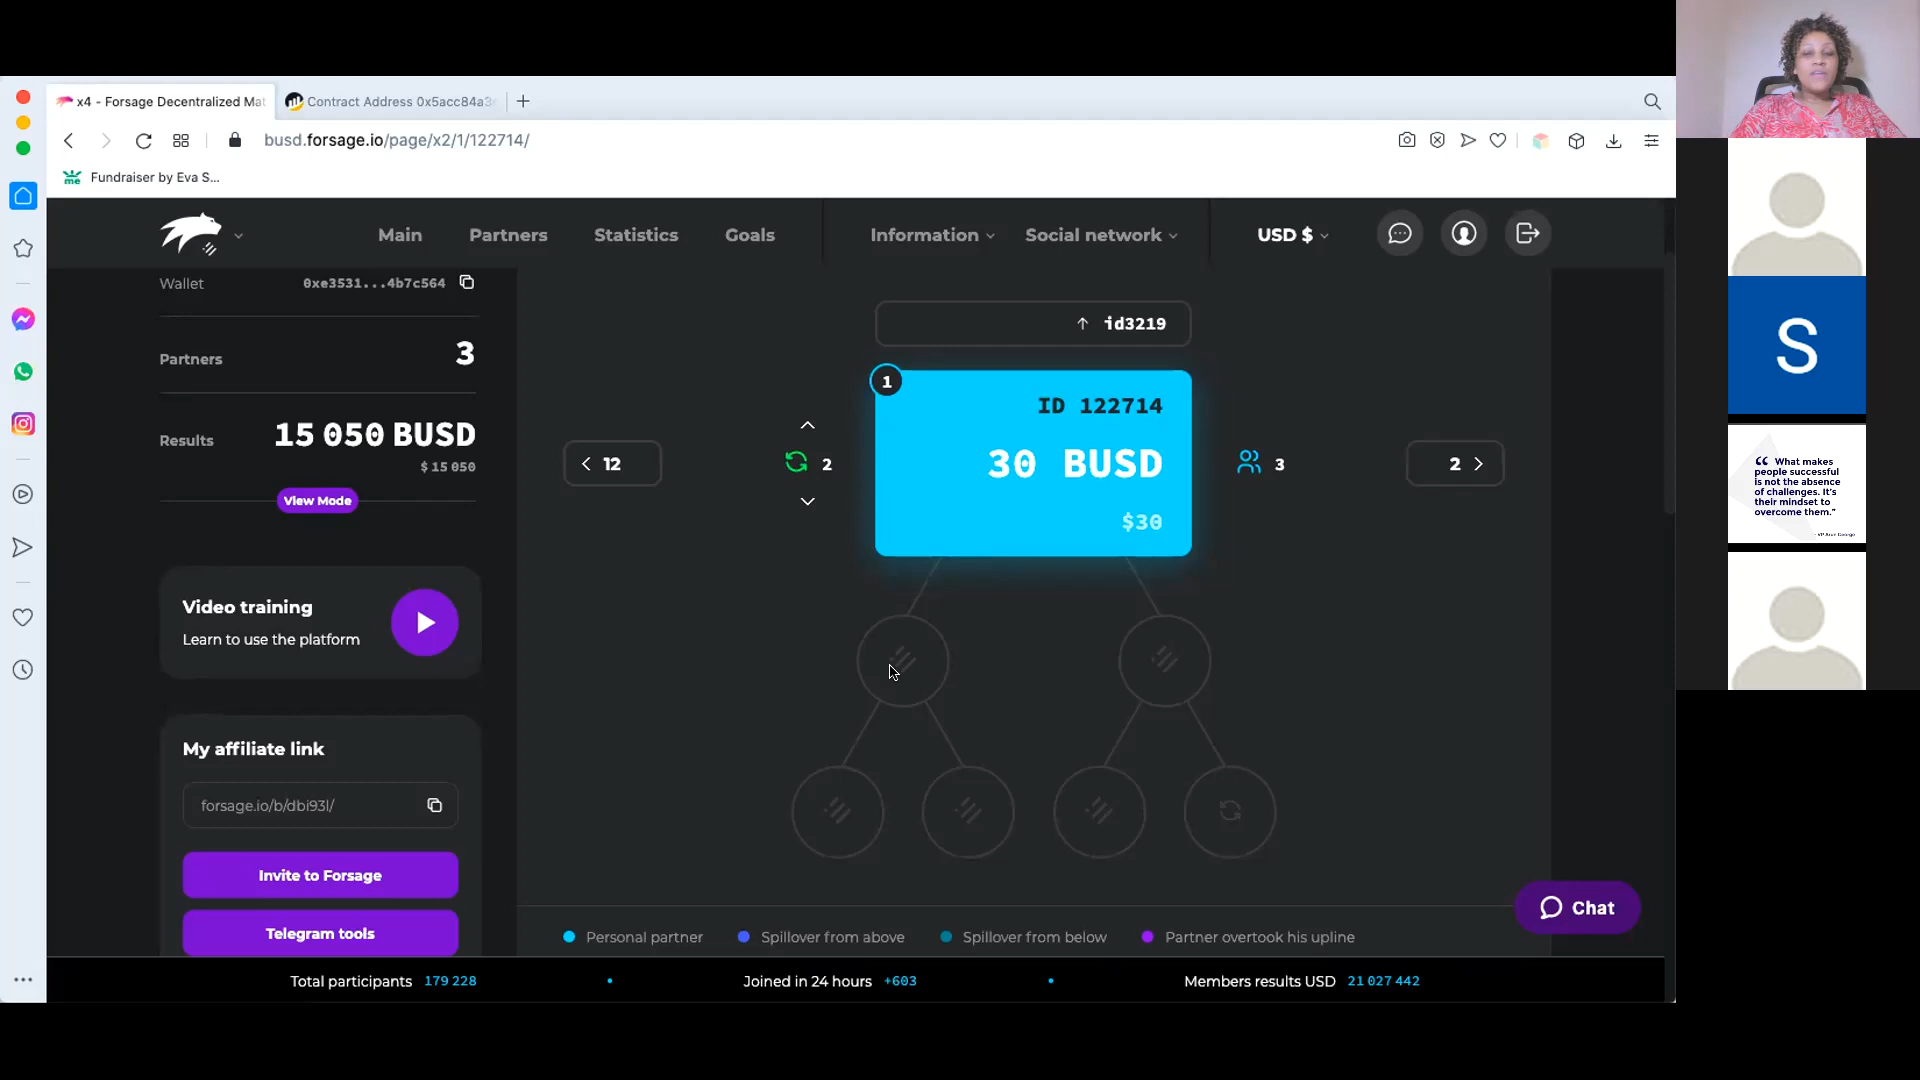 x4 - Forsage Decentralized Mat
Contract Address 0x5acc84a3
busd.forsage.io/page/x2/1/122714/
Fundraiser by Eva S...
Main
Partners
Statistics
Goals
Information
Social network
USD $
Wallet
0xe3531...4b7c564
Partners
3
Results
15 050 BUSD
$ 15 050
View Mode
Video training
Learn to use the platform
My affiliate link
forsage.io/b/dbi93l/
Invite to Forsage
Telegram tools
↑ id3219
1
ID 122714
30 BUSD
$30
< 12
2
3
2 >
Personal partner
Spillover from above
Spillover from below
Partner overtook his upline
Chat
Total participants 179 228
•
Joined in 24 hours +603
•
Members results USD 21 027 442
S
“ What makes
people successful
is not the absence
of challenges. It's
their mindset to
overcome them."
- VP Arun George